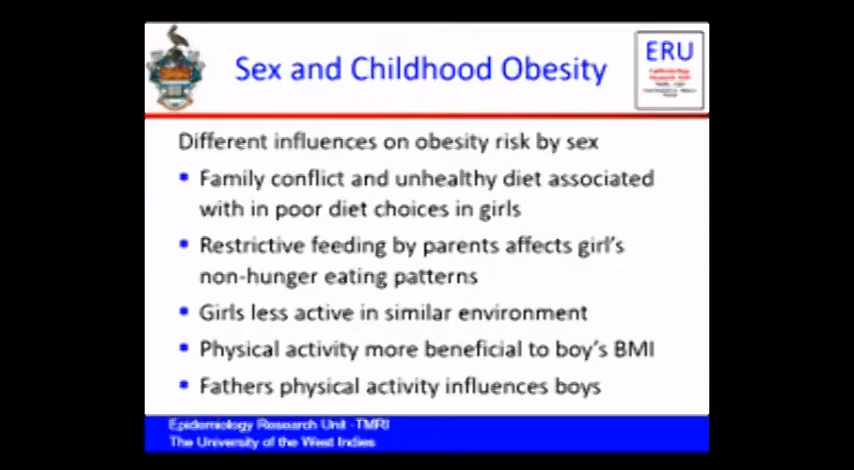 Sex and Childhood Obesity
ERU
Different influences on obesity risk by sex
Family conflict and unhealthy diet associated
with in poor diet choices in girls
Restrictive feeding by parents affects girl's
non-hunger eating patterns
Girls less active in similar environment
Physical activity more beneficial to boy's BMI
Fathers physical activity influences boys
Epidemiology Research Unit -TMRI
The University of the West Indies